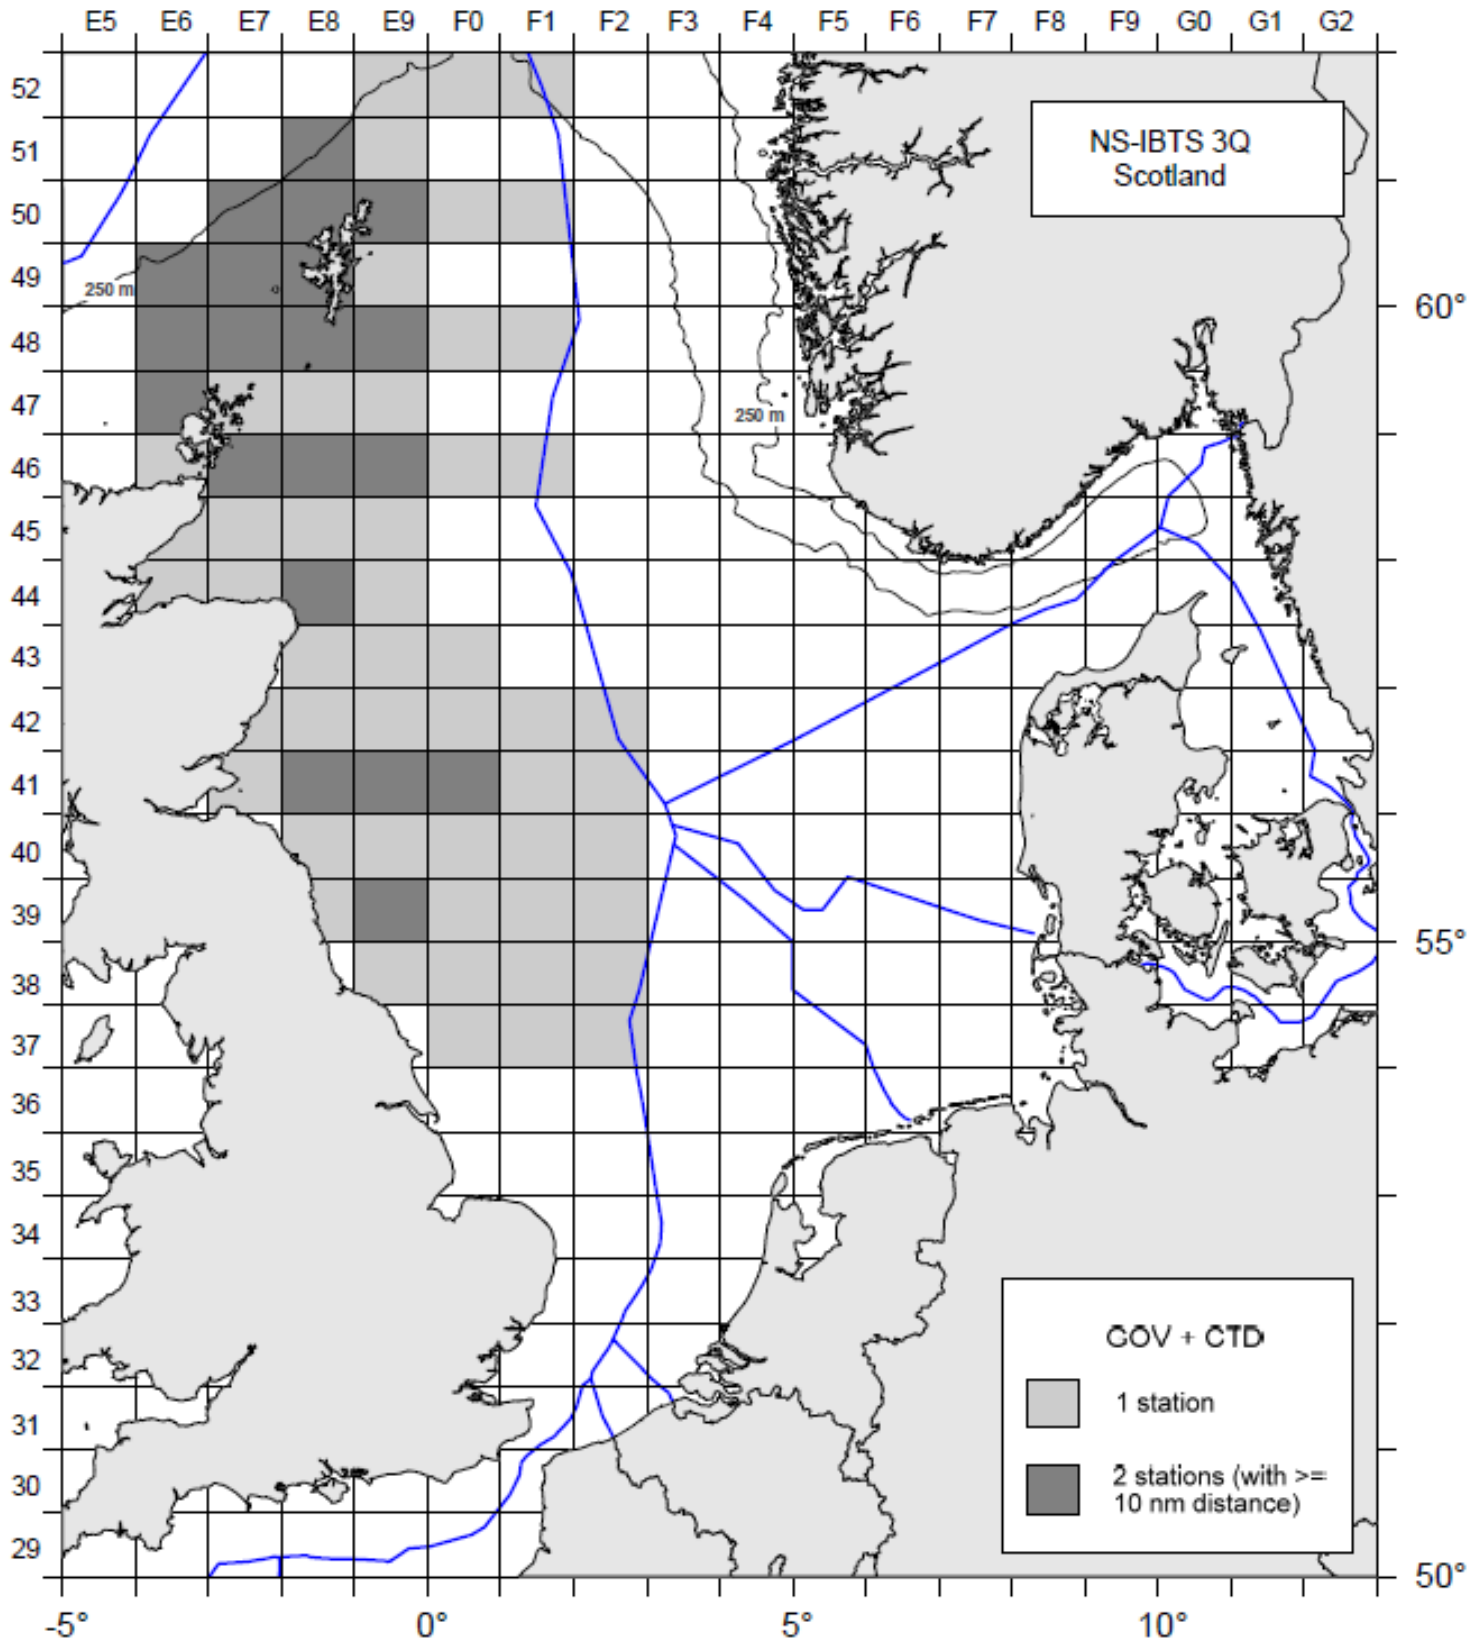 E5 E6 E7 E8 E9 F0 F1 F2 F3 F4 F5 F6 F7 F8 F9 G0 G1 G2
52
51
50
49
48
47
46
45
44
43
42
41
40
39
38
37
36
35
34
33
32
31
30
29
NS-IBTS 3Q
Scotland
250 m
250 m
60°
55°
50°
GOV + CTD
1 station
2 stations (with >=
10 nm distance)
-5° 0° 5° 10°